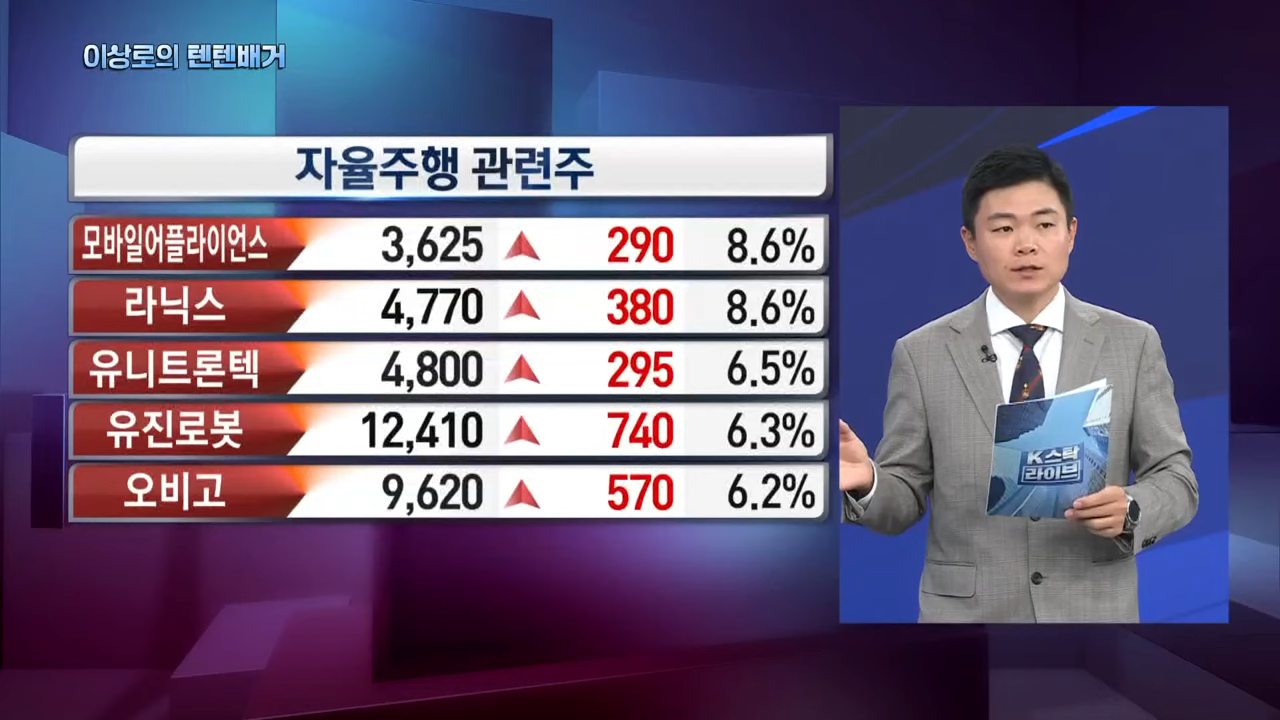 이상로의 텐텐배거
자율주행 관련주
모바일어플라이언스 3,625 290 8.6%
라닉스 4,770 380 8.6%
유니트론텍 4,800 295 6.5%
유진로봇 12,410 740 6.3%
오비고 9,620 570 6.2%
K스탁
라이브